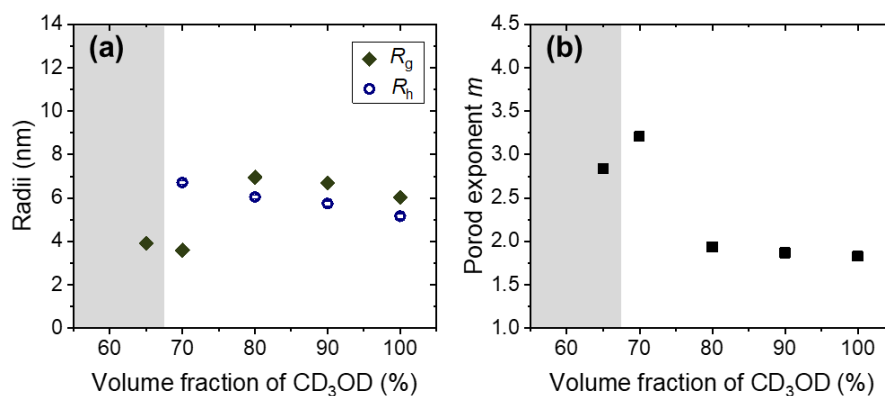 (a)
Rg
Rh
14
12
10
8
6
4
2
0
Radii (nm)
60 70 80 90 100
Volume fraction of CD3OD (%)
(b)
4.5
4.0
3.5
3.0
2.5
2.0
1.5
1.0
Porod exponent m
60 70 80 90 100
Volume fraction of CD3OD (%)